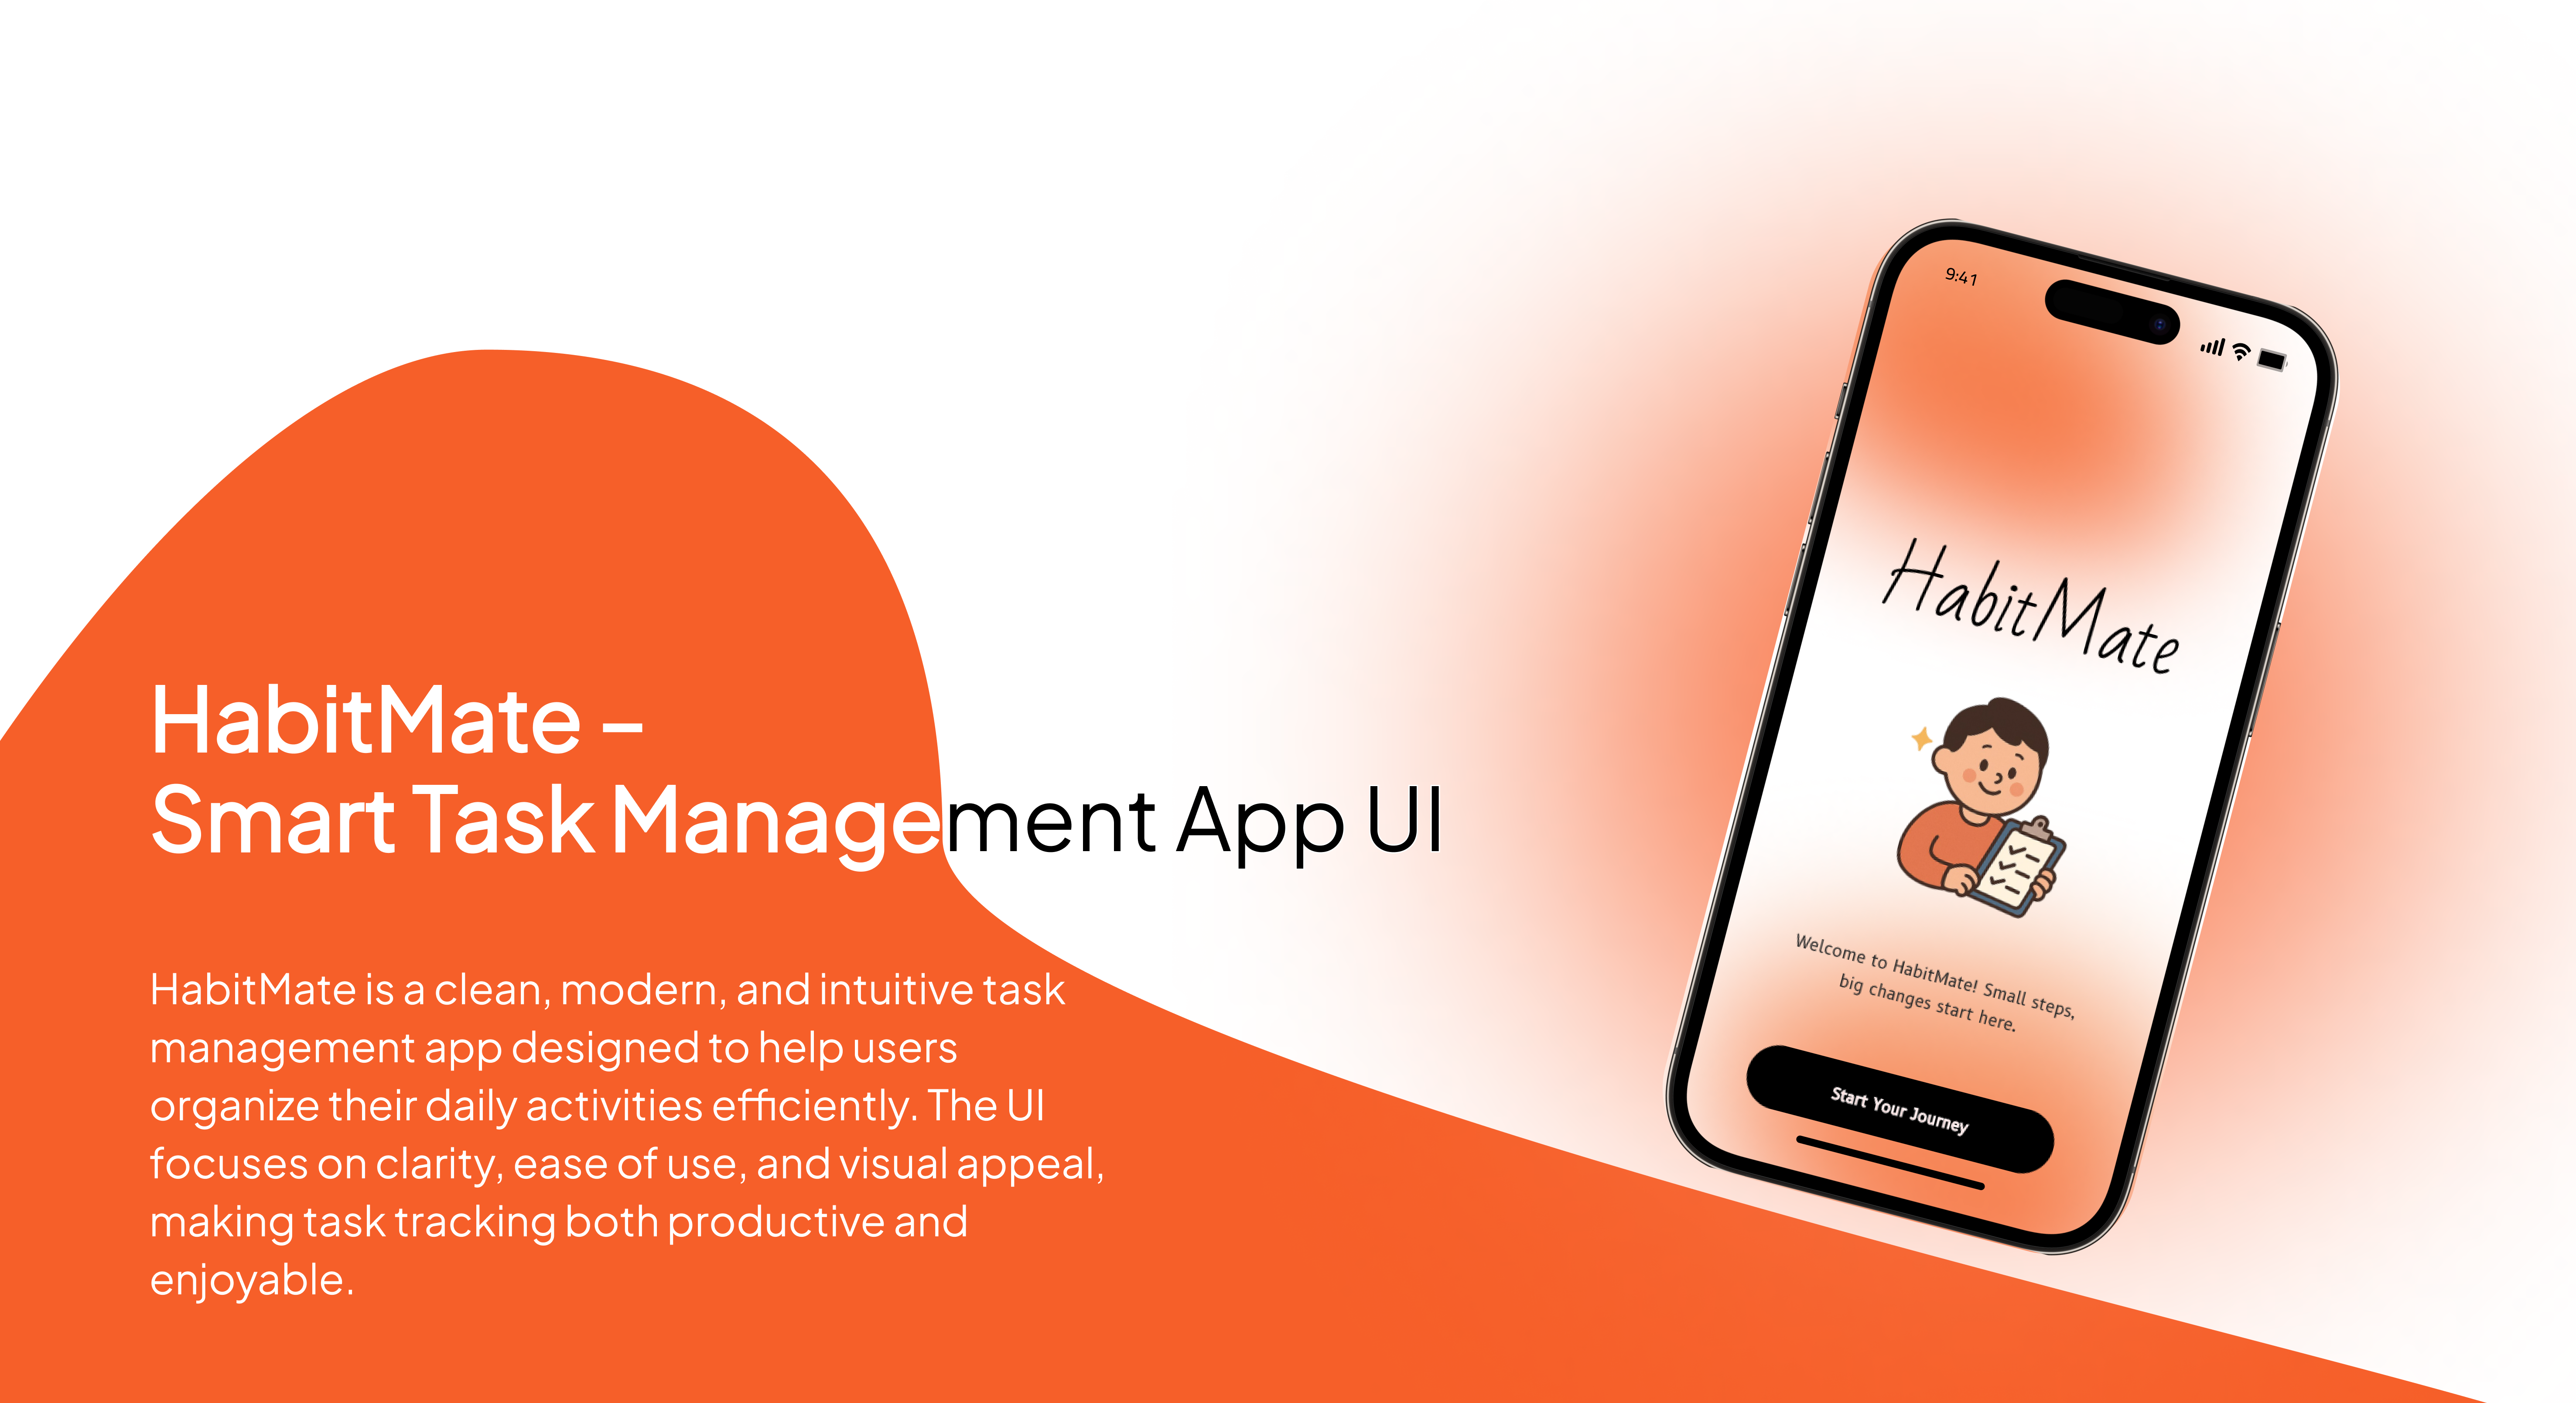 HabitMate –
Smart Task Management App UI
HabitMate is a clean, modern, and intuitive task
management app designed to help users
organize their daily activities efficiently. The UI
focuses on clarity, ease of use, and visual appeal,
making task tracking both productive and
enjoyable.
9:41
HabitMate
Welcome to HabitMate! Small steps,
big changes start here.
Start Your Journey